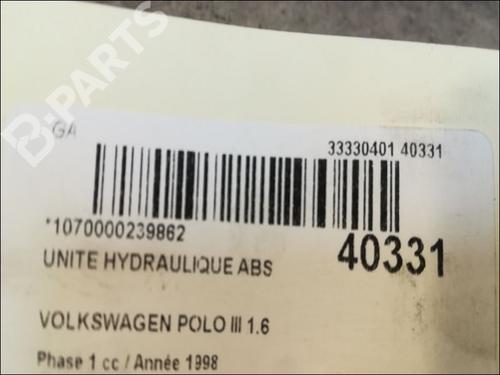 B-PARTS
GA
33330401 40331
*1070000239862
40331
UNITE HYDRAULIQUE ABS
VOLKSWAGEN POLO III 1.6
Phase 1 cc / Année 1998